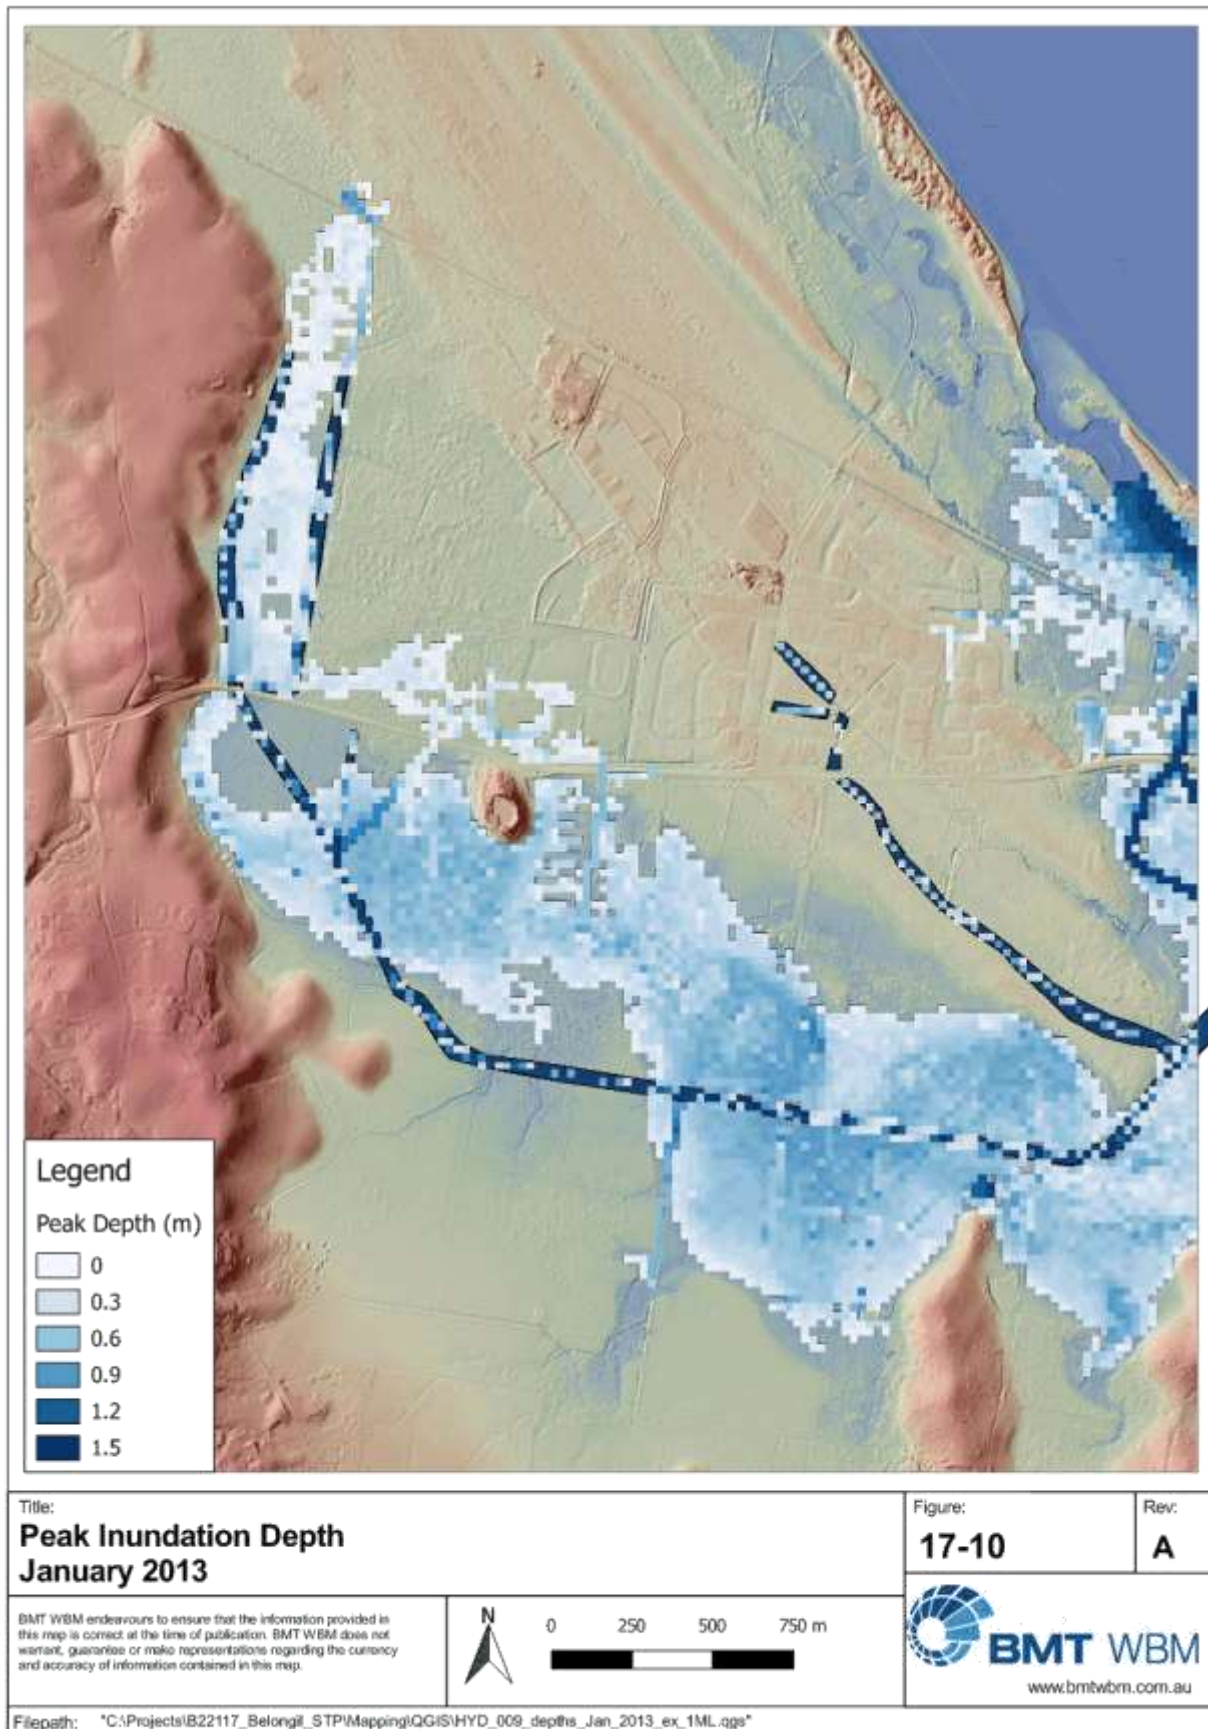 Legend
Peak Depth (m)
0
0.3
0.6
0.9
1.2
1.5
Title:
Peak Inundation Depth
January 2013
Figure:
17-10
Rev:
A
BMT WBM endeavours to ensure that the information provided in
this map is correct at the time of publication. BMT WBM does not
warrant, guarantee or make representations regarding the currency
and accuracy of information contained in this map.
N
0 250 500 750 m
BMT WBM
www.bmtwbm.com.au
Filepath: "C:\Projects\B22117_Belongil_STP\Mapping\QGIS\HYD_009_depths_Jan_2013_ex_1ML.qgs"